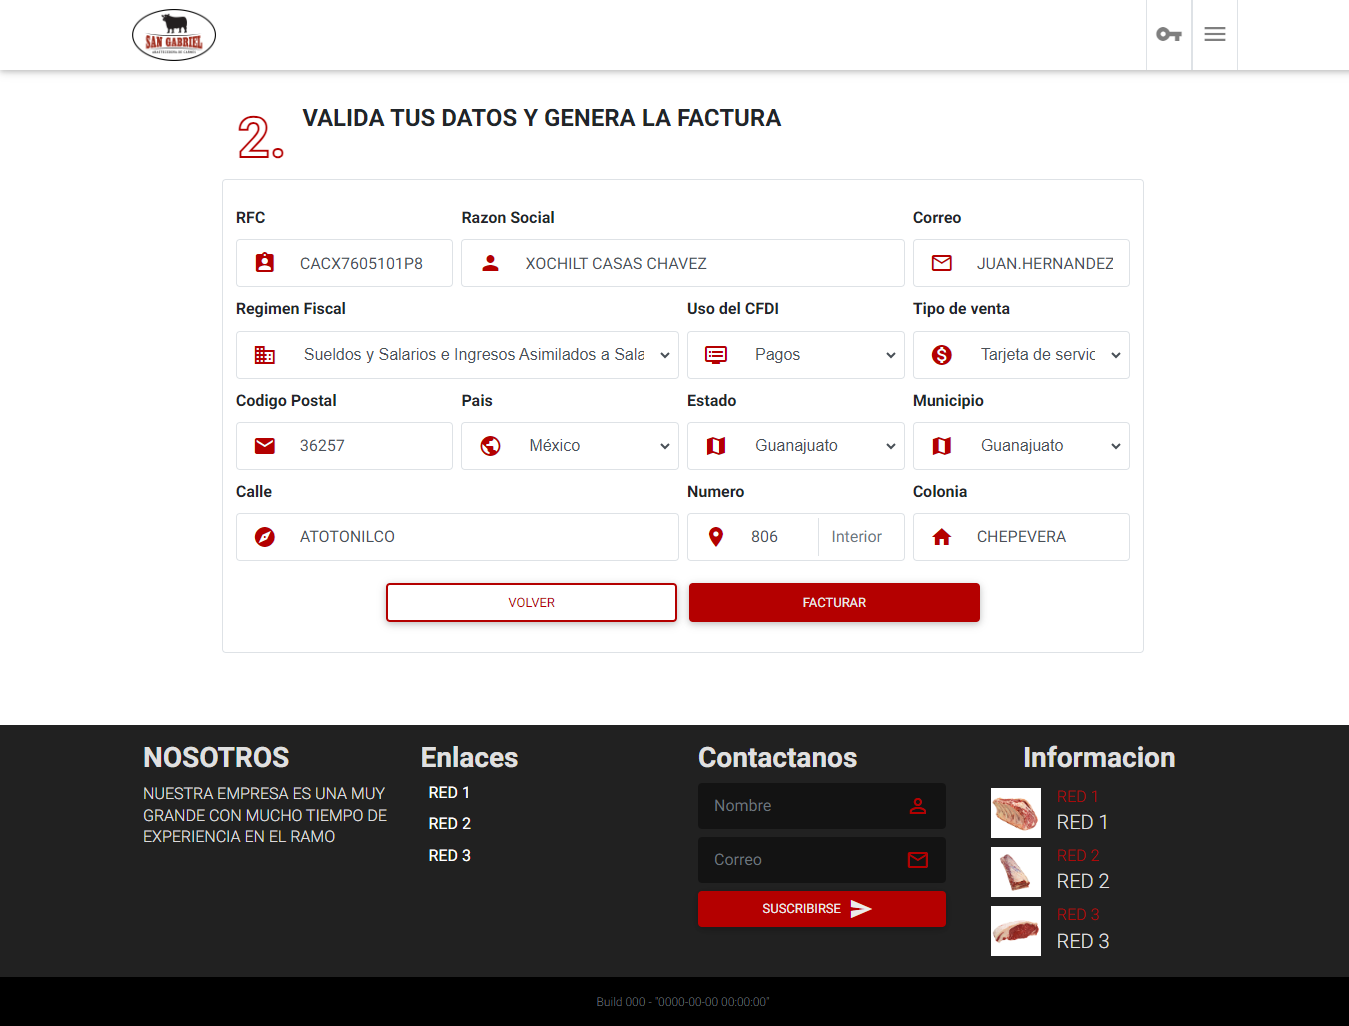 SAN GABRIEL
VALIDA TUS DATOS Y GENERA LA FACTURA
2.
RFC
Razon Social
Correo
CACX7605101P8
XOCHILT CASAS CHAVEZ
JUAN.HERNANDEZ
Regimen Fiscal
Uso del CFDI
Tipo de venta
Sueldos y Salarios e Ingresos Asimilados a Sala
Pagos
Tarjeta de servic
Codigo Postal
Pais
Estado
Municipio
36257
México
Guanajuato
Guanajuato
Calle
Numero
Colonia
ATOTONILCO
806
Interior
CHEPEVERA
VOLVER
FACTURAR
NOSOTROS
NUESTRA EMPRESA ES UNA MUY
GRANDE CON MUCHO TIEMPO DE
EXPERIENCIA EN EL RAMO
Enlaces
RED 1
RED 2
RED 3
Contactanos
Nombre
Correo
SUSCRIBIRSE
Informacion
RED 1
RED 1
RED 2
RED 2
RED 3
RED 3
Build 000 - "0000-00-00 00:00:00"